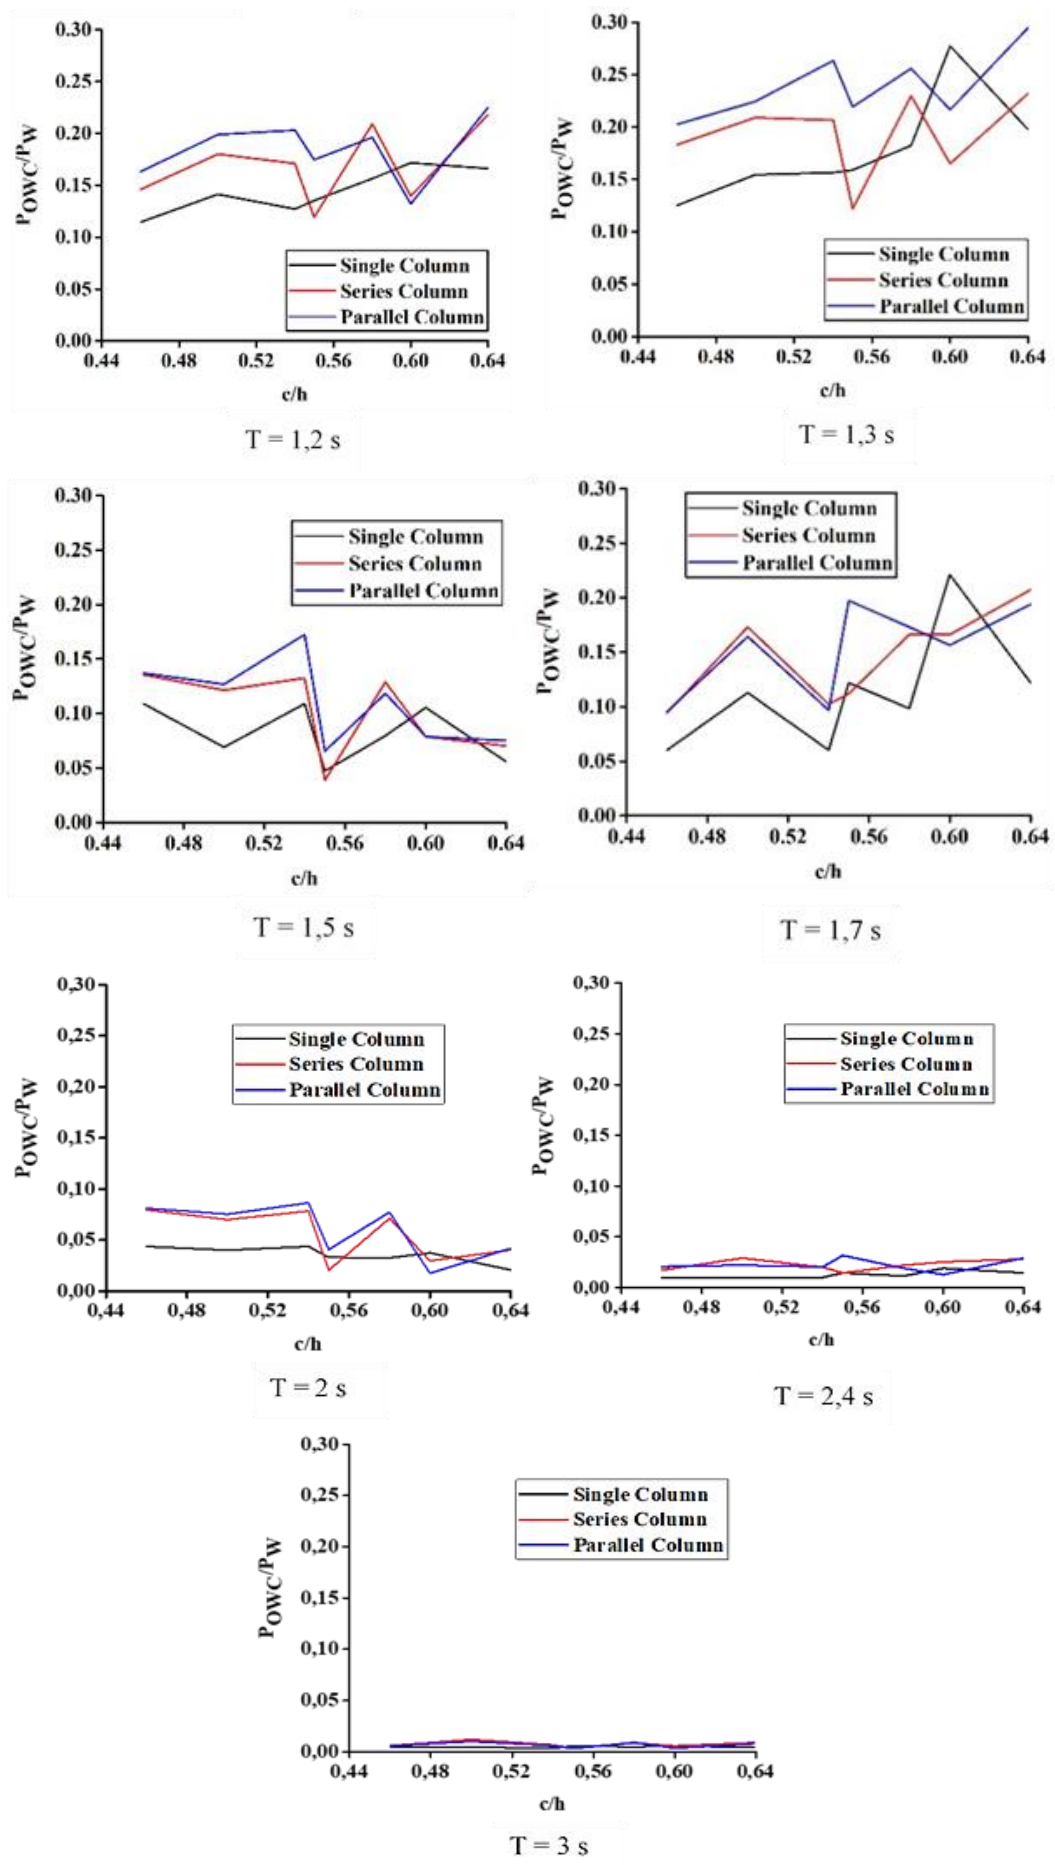 0.30
0.25
0.20
0.15
0.10
0.05
0.00
POWC/PW
Single Column
Series Column
Parallel Column
0.44 0.48 0.52 0.56 0.60 0.64
c/h
T = 1,2 s
0.30
0.25
0.20
0.15
0.10
0.05
0.00
POWC/PW
Single Column
Series Column
Parallel Column
0.44 0.48 0.52 0.56 0.60 0.64
c/h
T = 1,3 s
0.30
0.25
0.20
0.15
0.10
0.05
0.00
POWC/PW
Single Column
Series Column
Parallel Column
0.44 0.48 0.52 0.56 0.60 0.64
c/h
T = 1,5 s
0.30
0.25
0.20
0.15
0.10
0.05
0.00
POWC/PW
Single Column
Series Column
Parallel Column
0.44 0.48 0.52 0.56 0.60 0.64
c/h
T = 1,7 s
0,30
0,25
0,20
0,15
0,10
0,05
0,00
POWC/PW
Single Column
Series Column
Parallel Column
0,44 0,48 0,52 0,56 0,60 0,64
c/h
T = 2 s
0,30
0,25
0,20
0,15
0,10
0,05
0,00
POWC/PW
Single Column
Series Column
Parallel Column
0,44 0,48 0,52 0,56 0,60 0,64
c/h
T = 2,4 s
0,30
0,25
0,20
0,15
0,10
0,05
0,00
POWC/PW
Single Column
Series Column
Parallel Column
0,44 0,48 0,52 0,56 0,60 0,64
c/h
T = 3 s